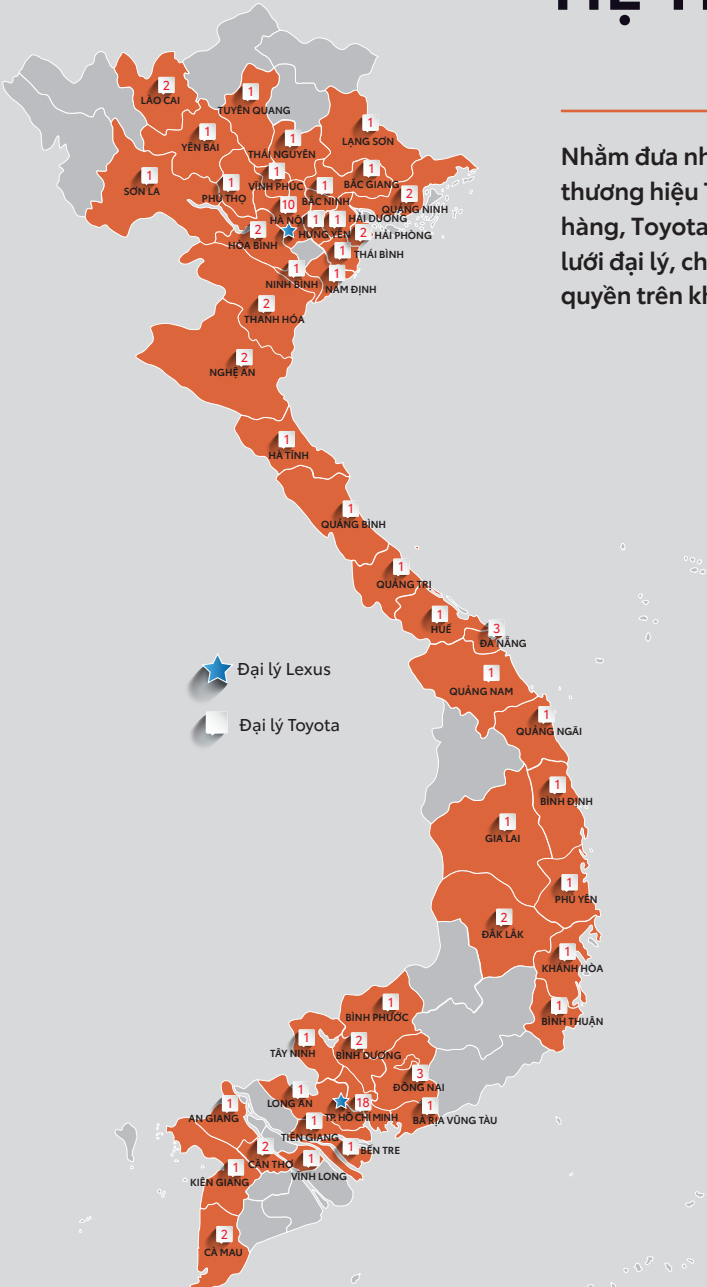 HỆ
Nhằm đưa nh
thương hiệu T
hàng, Toyota
lưới đại lý, ch
quyền trên kh
2
LÀO CAI
1
TUYÊN QUANG
1
YÊN BÁI
1
THÁI NGUYÊN
1
LẠNG SƠN
1
SƠN LA
1
PHÚ THỌ
1
VĨNH PHÚC
1
BẮC NINH
1
BẮC GIANG
2
QUẢNG NINH
10
HÀ NỘI
1
HƯNG YÊN
1
HẢI DƯƠNG
2
HẢI PHÒNG
2
HÒA BÌNH
1
THÁI BÌNH
1
NINH BÌNH
1
NAM ĐỊNH
2
THANH HÓA
2
NGHỆ AN
1
HÀ TĨNH
1
QUẢNG BÌNH
1
QUẢNG TRỊ
1
HUẾ
3
ĐÀ NẴNG
Đại lý Lexus
Đại lý Toyota
1
QUẢNG NAM
1
QUẢNG NGÃI
1
BÌNH ĐỊNH
1
GIA LAI
1
PHÚ YÊN
2
ĐẮK LẮK
1
KHÁNH HÒA
1
BÌNH THUẬN
1
BÌNH PHƯỚC
1
TÂY NINH
2
BÌNH DƯƠNG
3
ĐỒNG NAI
1
LONG AN
18
TP. HỒ CHÍ MINH
1
BÀ RỊA VŨNG TÀU
1
AN GIANG
1
TIỀN GIANG
1
BẾN TRE
2
CẦN THƠ
1
VĨNH LONG
1
KIÊN GIANG
2
CÀ MAU